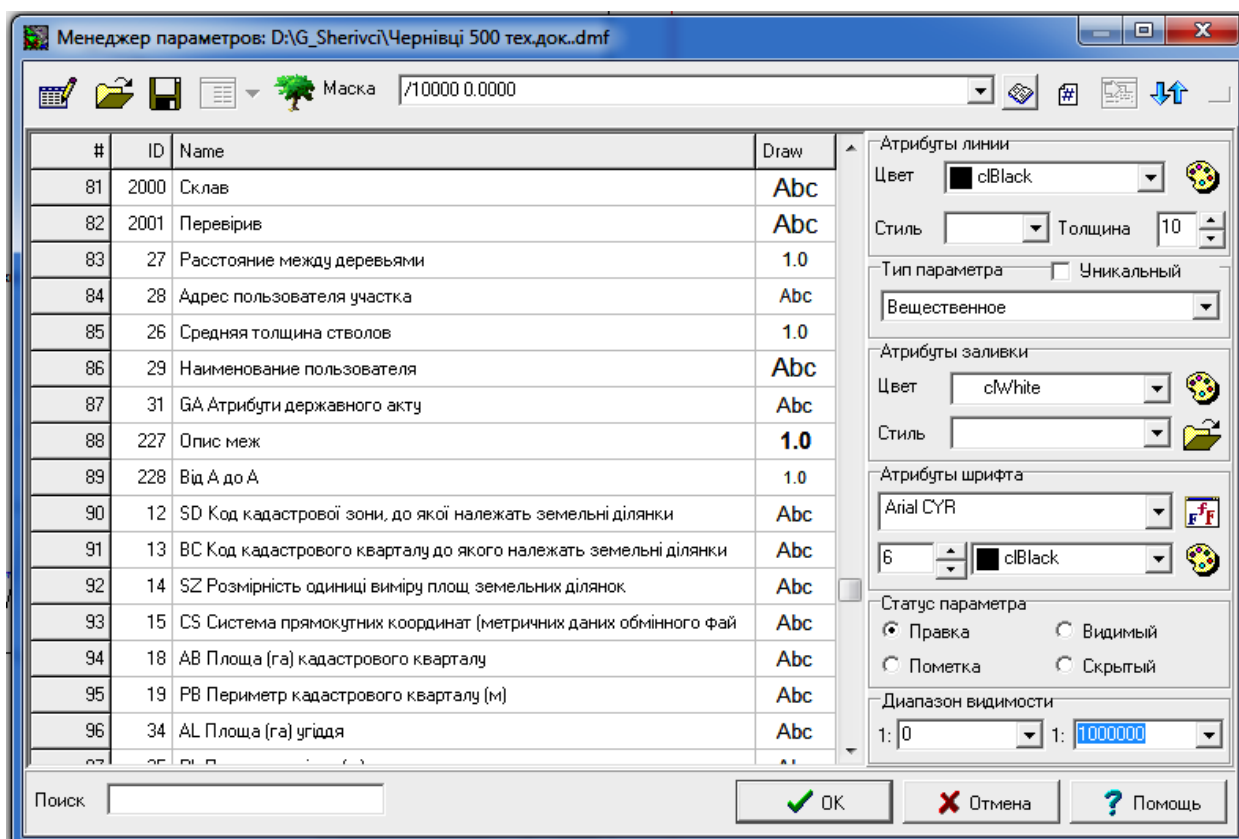 Менеджер параметров: D:\G_Sherivci\Чернівці 500 тех.док..dmf
Маска /10000 0.0000
# ID Name Draw
81 2000 Склав Abc
82 2001 Перевірив Abc
83 27 Расстояние между деревьями 1.0
84 28 Адрес пользователя участка Abc
85 26 Средняя толщина стволов 1.0
86 29 Наименование пользователя Abc
87 31 GA Атрибути державного акту Abc
88 227 Опис меж 1.0
89 228 Від А до А 1.0
90 12 SD Код кадастрової зони, до якої належать земельні ділянки Abc
91 13 BC Код кадастрового кварталу до якого належать земельні ділянки Abc
92 14 SZ Розмірність одиниці виміру площ земельних ділянок Abc
93 15 CS Система прямокутних координат (метричних даних обмінного фай Abc
94 18 AB Площа (га) кадастрового кварталу Abc
95 19 PB Периметр кадастрового кварталу (м) Abc
96 34 AL Площа (га) угіддя Abc
Атрибуты линии
Цвет clBlack
Стиль Толщина 10
Тип параметра Уникальный
Вещественное
Атрибуты заливки
Цвет clWhite
Стиль
Атрибуты шрифта
Arial CYR
6 clBlack
Статус параметра
Правка Видимый
Пометка Скрытый
Диапазон видимости
1: 0 1: 1000000
Поиск OK Отмена Помощь